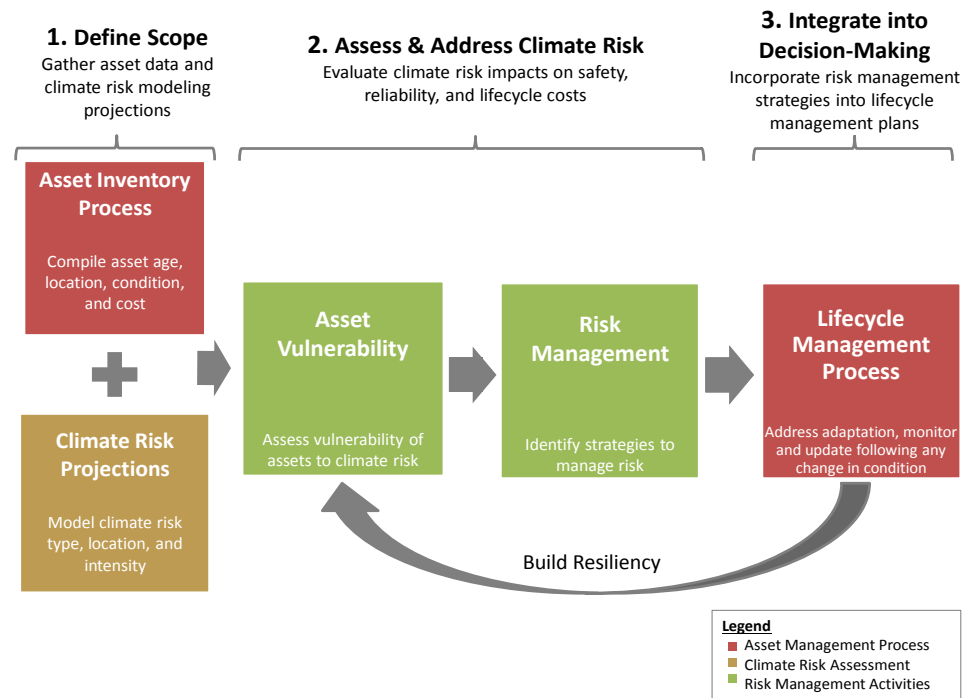 1. Define Scope
Gather asset data and
climate risk modeling
projections
2. Assess & Address Climate Risk
Evaluate climate risk impacts on safety,
reliability, and lifecycle costs
3. Integrate into
Decision-Making
Incorporate risk management
strategies into lifecycle
management plans
Asset Inventory
Process
Compile asset age,
location, condition,
and cost
Climate Risk
Projections
Model climate risk
type, location, and
intensity
Asset
Vulnerability
Assess vulnerability of
assets to climate risk
Risk
Management
Identify strategies to
manage risk
Lifecycle
Management
Process
Address adaptation, monitor
and update following any
change in condition
Build Resiliency
Legend
Asset Management Process
Climate Risk Assessment
Risk Management Activities